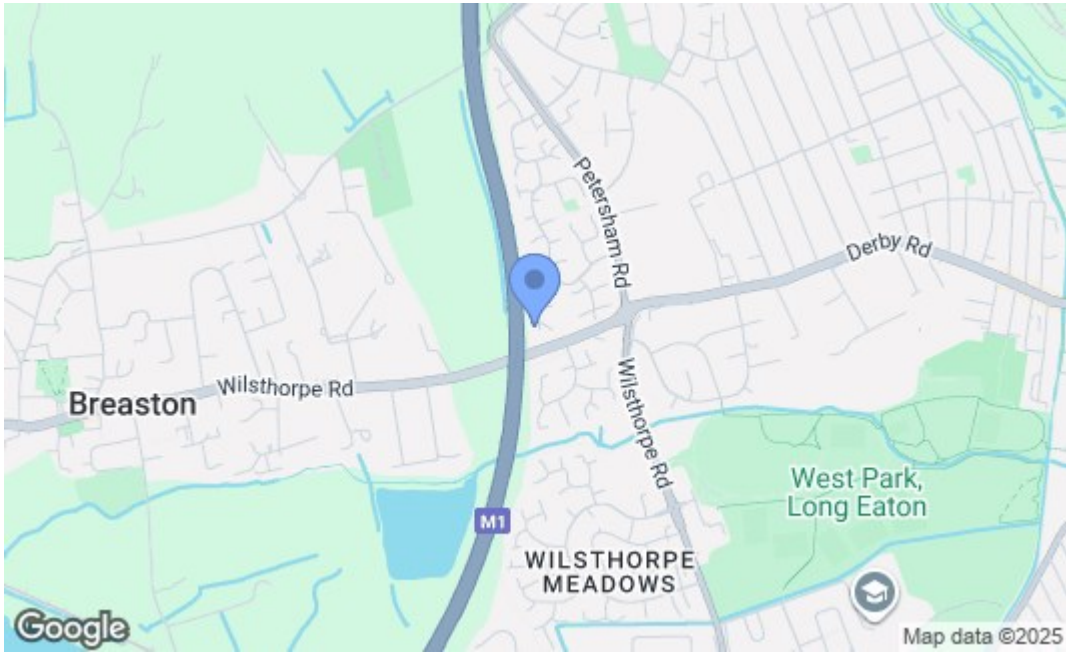 Petersham Rd
Derby Rd
Wilsthorpe Rd
Breaston
Wilsthorpe Rd
West Park,
Long Eaton
M1
WILSTHORPE
MEADOWS
Google
Map data ©2025